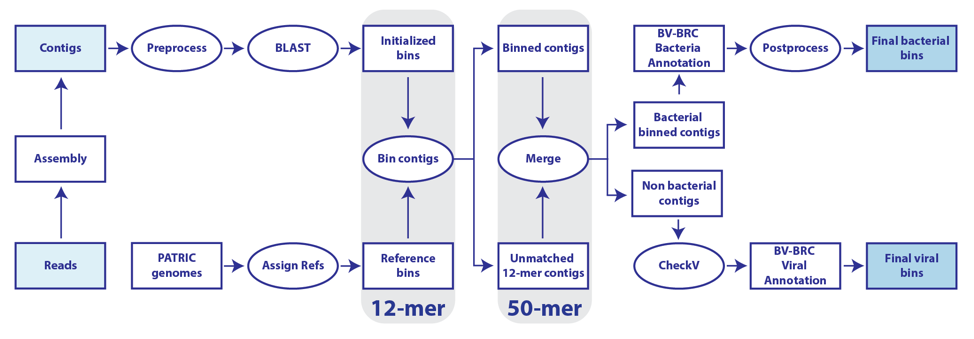 Contigs
Preprocess
BLAST
Initialized
bins
Binned contigs
BV-BRC
Bacteria
Annotation
Postprocess
Final bacterial
bins
Assembly
Bin contigs
Merge
Bacterial
binned contigs
Non bacterial
contigs
Reads
PATRIC
genomes
Assign Refs
Reference
bins
Unmatched
12-mer contigs
CheckV
BV-BRC
Viral
Annotation
Final viral
bins
12-mer
50-mer